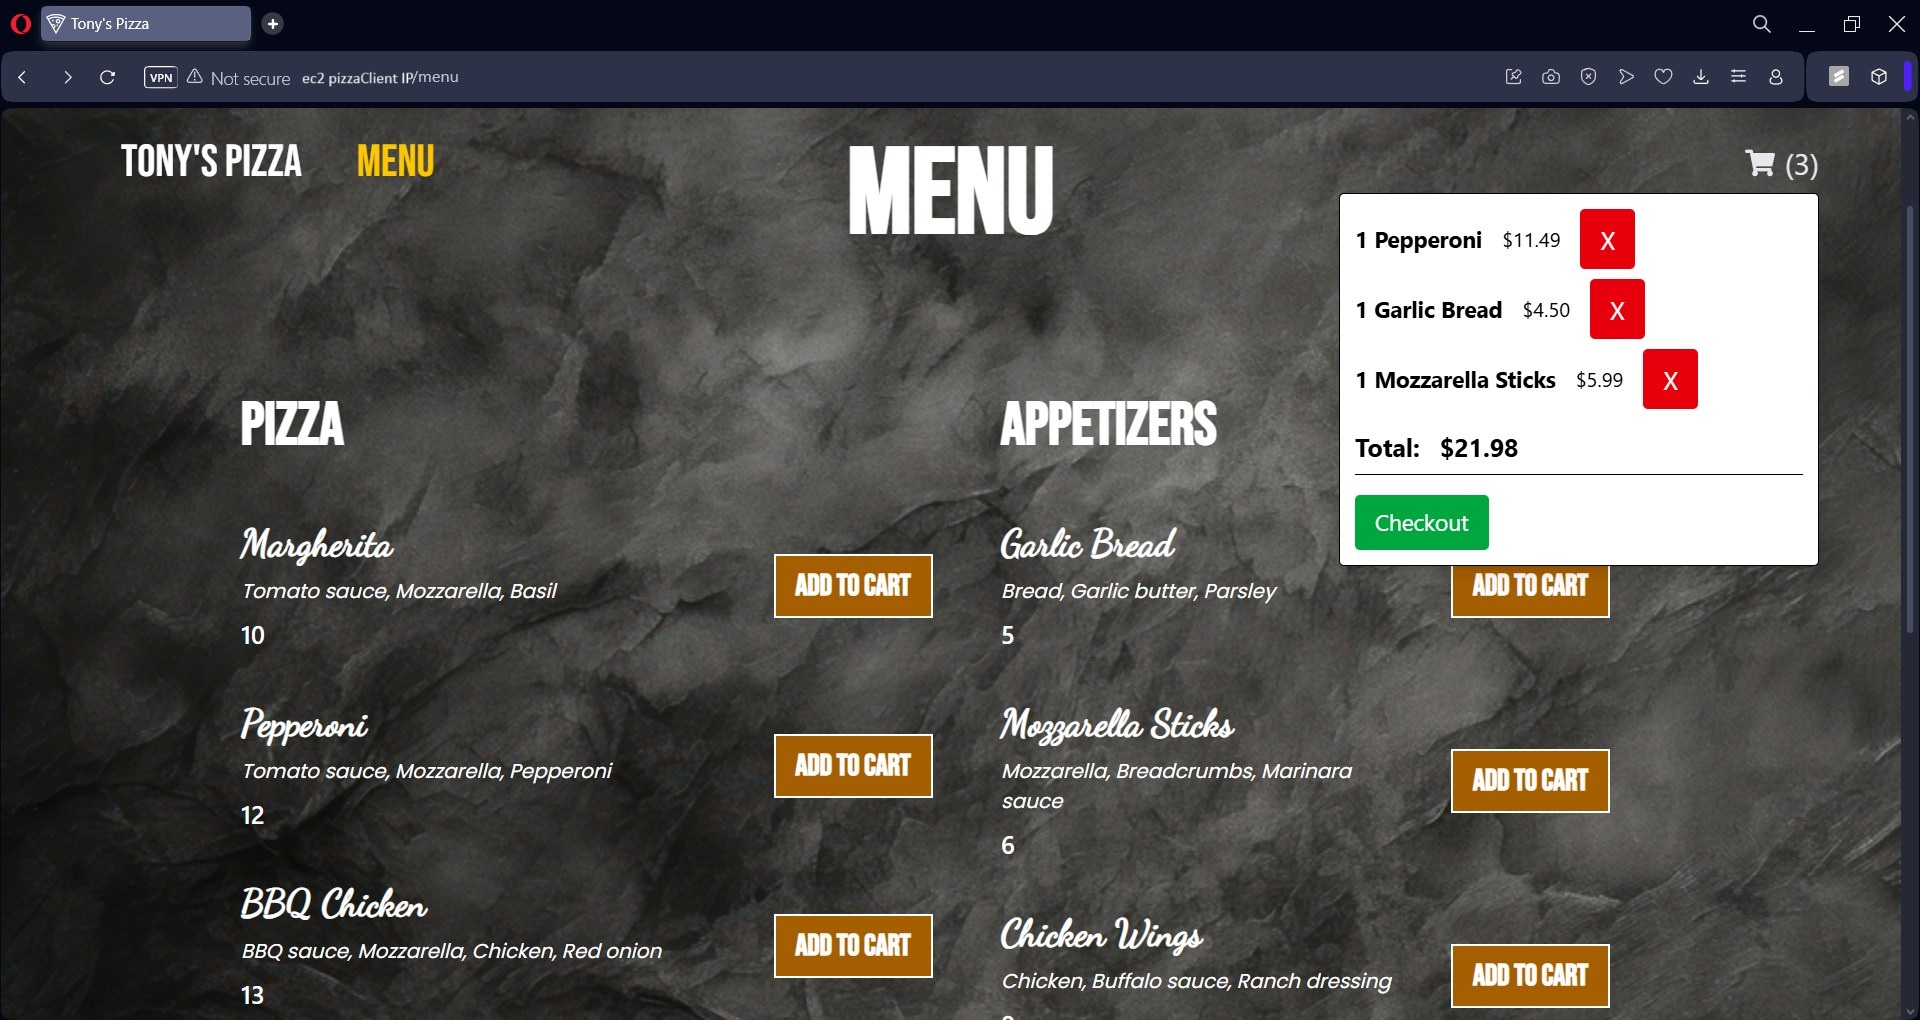 Tony's Pizza
VPN Not secure ec2 pizzaClient IP/menu
TONY'S PIZZA MENU
MENU
(3)
1 Pepperoni $11.49 X
1 Garlic Bread $4.50 X
1 Mozzarella Sticks $5.99 X
Total: $21.98
Checkout
PIZZA
Margherita
Tomato sauce, Mozzarella, Basil
10
ADD TO CART
Pepperoni
Tomato sauce, Mozzarella, Pepperoni
12
ADD TO CART
BBQ Chicken
BBQ sauce, Mozzarella, Chicken, Red onion
13
ADD TO CART
APPETIZERS
Garlic Bread
Bread, Garlic butter, Parsley
5
ADD TO CART
Mozzarella Sticks
Mozzarella, Breadcrumbs, Marinara
sauce
6
ADD TO CART
Chicken Wings
Chicken, Buffalo sauce, Ranch dressing
ADD TO CART